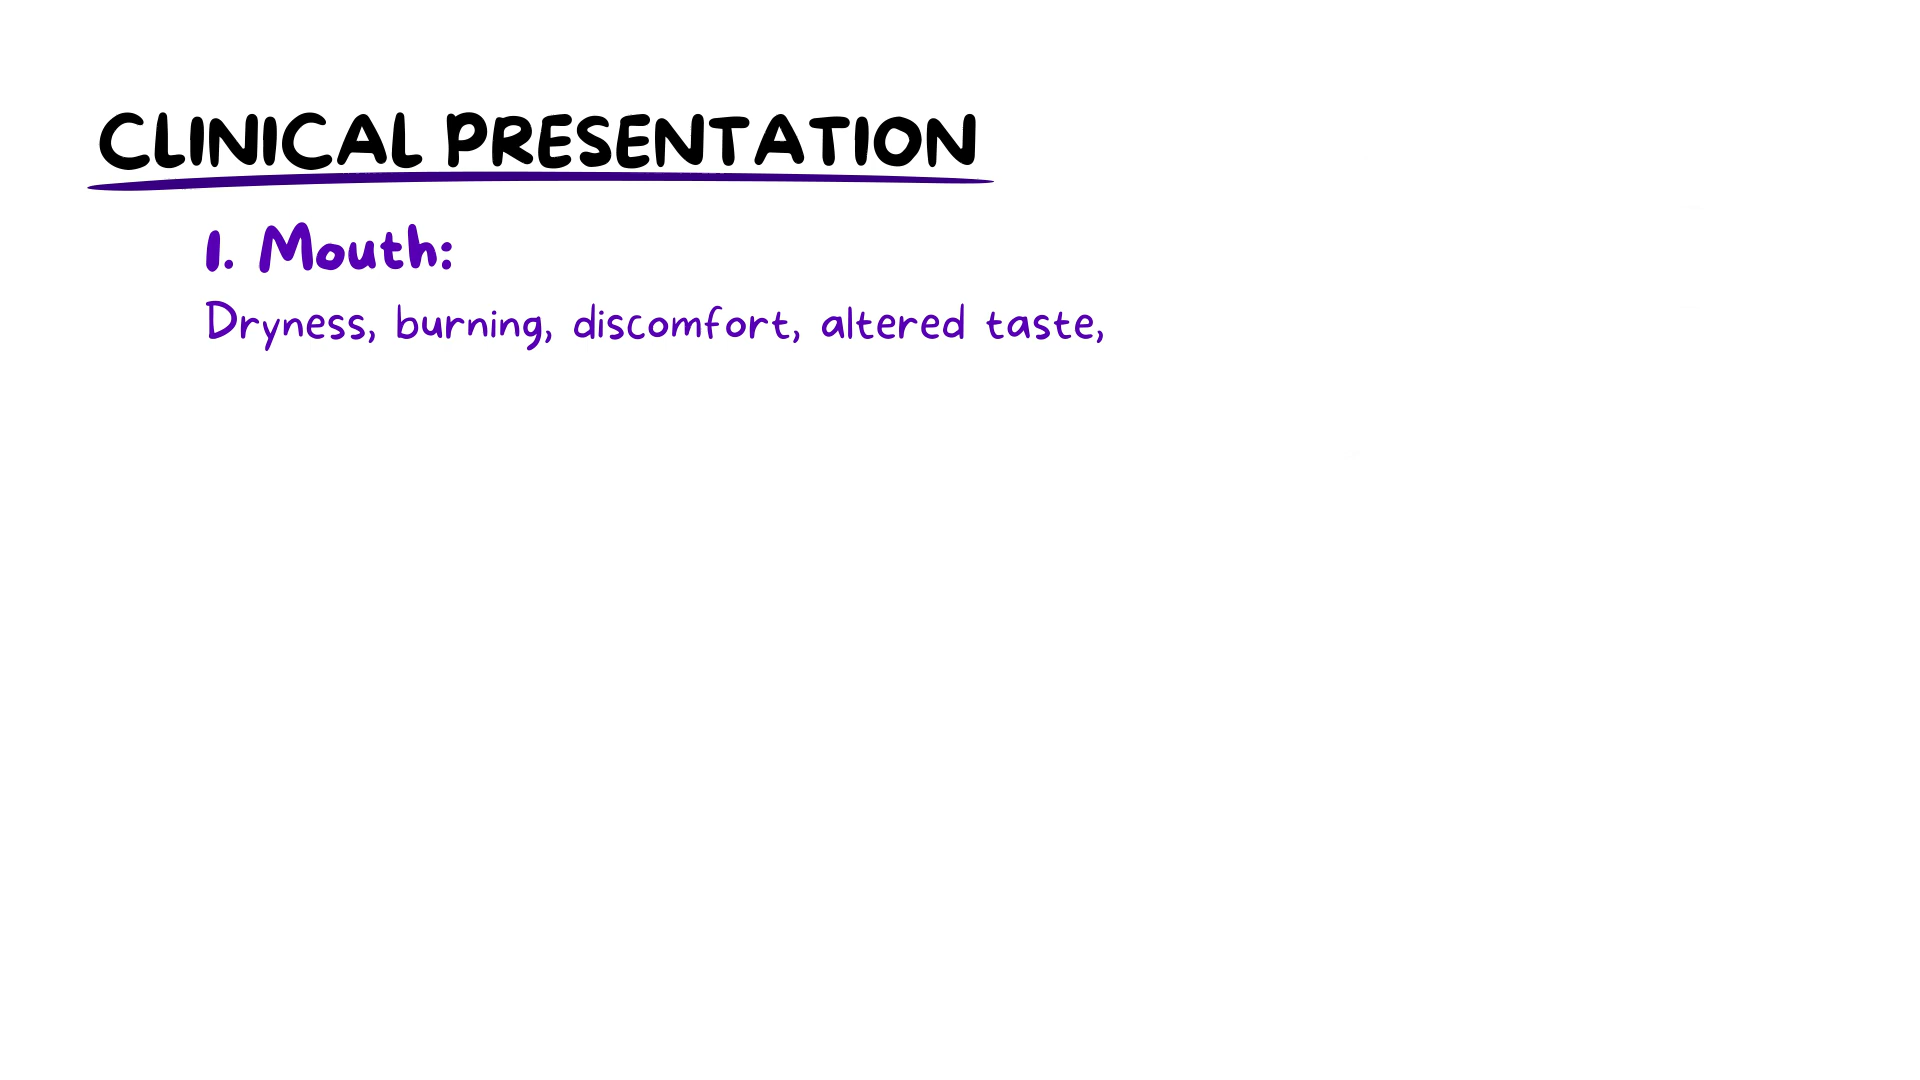 CLINICAL PRESENTATION
1. Mouth:
Dryness, burning, discomfort, altered taste,